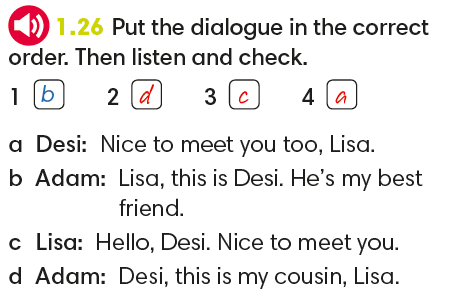 1.26 Put the dialogue in the correct
order. Then listen and check.
1 b 2 d 3 c 4 a
a Desi: Nice to meet you too, Lisa.
b Adam: Lisa, this is Desi. He's my best
friend.
c Lisa: Hello, Desi. Nice to meet you.
d Adam: Desi, this is my cousin, Lisa.